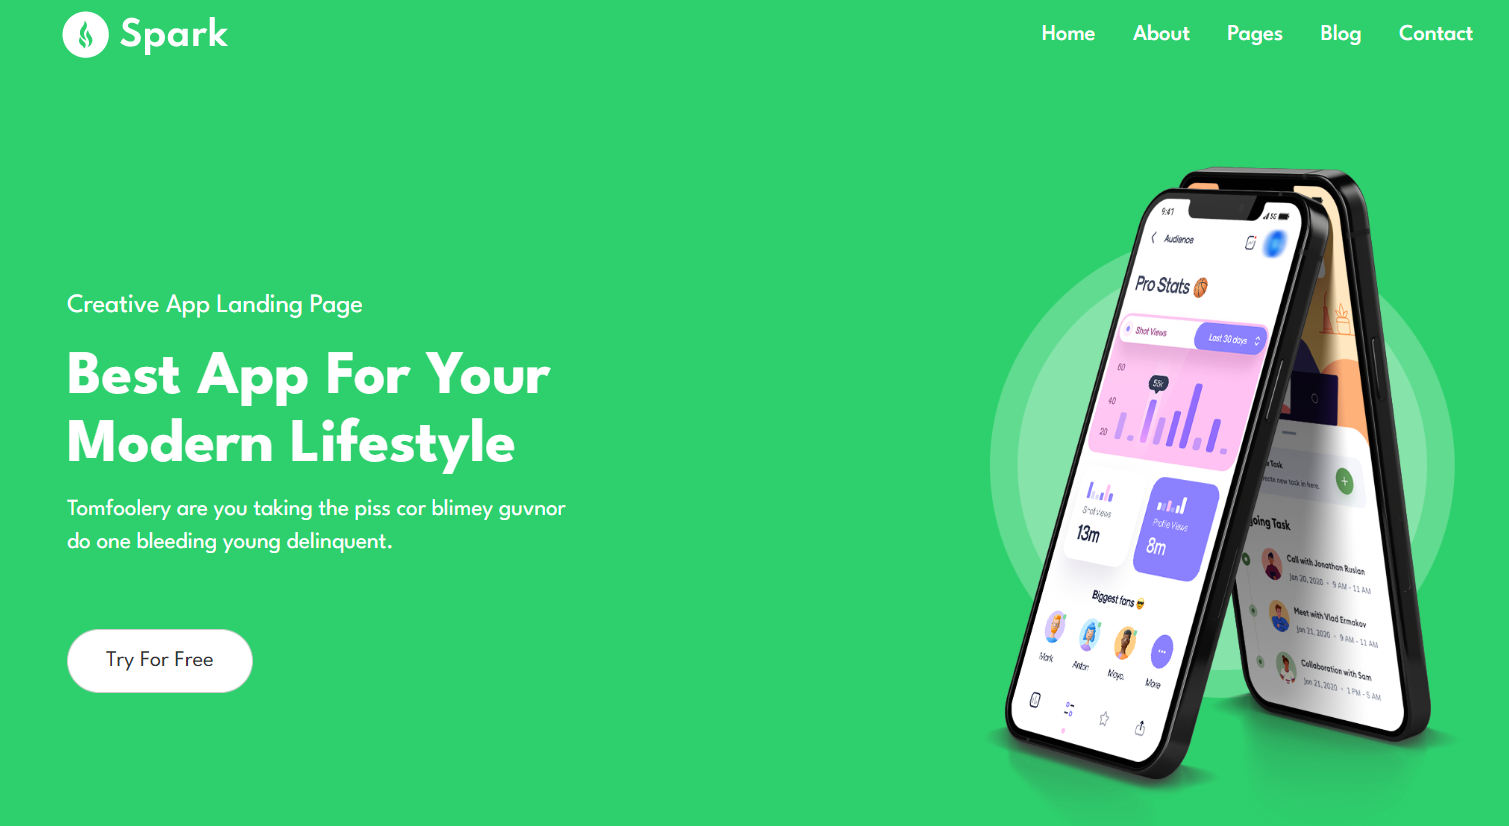 Spark
Home About Pages Blog Contact
Creative App Landing Page
Best App For Your
Modern Lifestyle
Tomfoolery are you taking the piss cor blimey guvnor
do one bleeding young delinquent.
Try For Free
9:41
5G
Audience
Pro Stats
Shot Views
Last 30 days
60
40
20
Shot views
13m
Profile Views
8m
Biggest fans
Mark
Anton
More
Task
new task in here.
going Task
Call with Jonathan Ruslan
Jan 20, 2020 • 9 AM - 11 AM
Meet with Vlad Ermakov
Jan 21, 2020 • 9 AM - 11 AM
Collaboration with Sam
Jan 21, 2020 • 1 PM - 5 AM